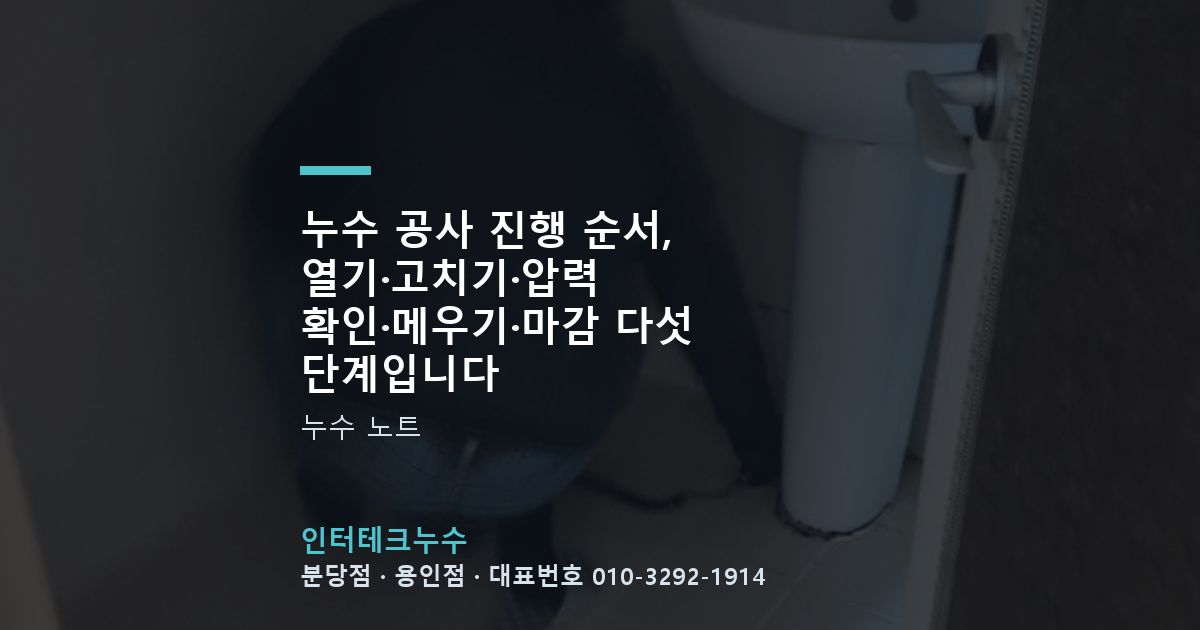 누수 공사 진행 순서,
열기·고치기·압력
확인·메우기·마감 다섯
단계입니다
누수 노트
인터테크누수
분당점 · 용인점 · 대표번호 010-3292-1914